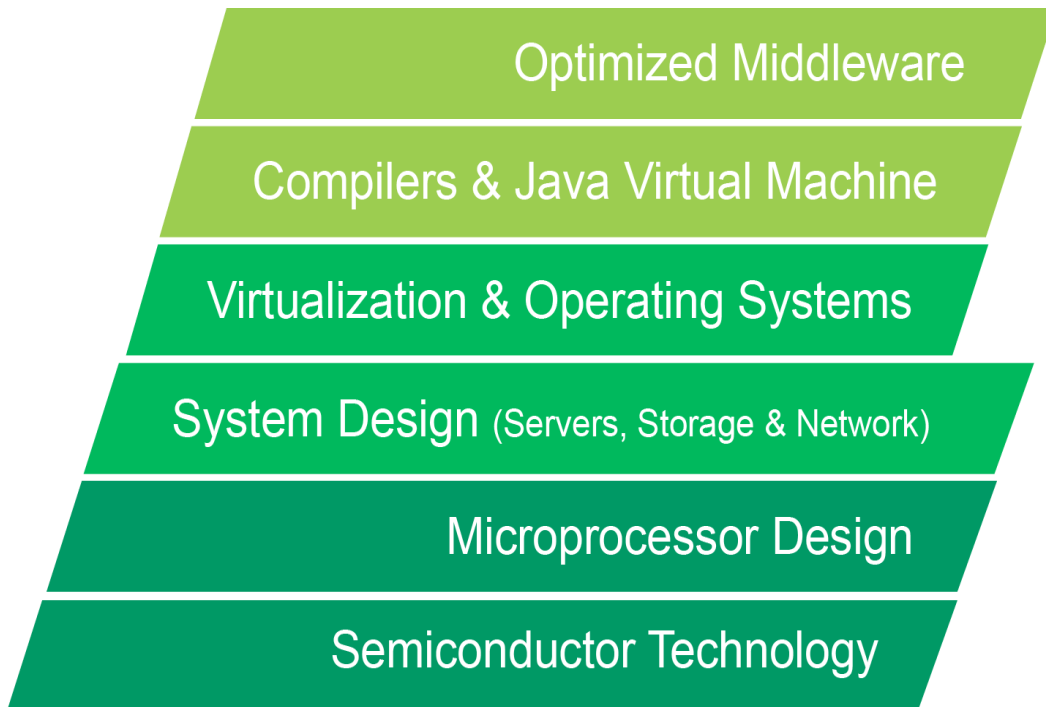 Optimized Middleware
Compilers & Java Virtual Machine
Virtualization & Operating Systems
System Design (Servers, Storage & Network)
Microprocessor Design
Semiconductor Technology